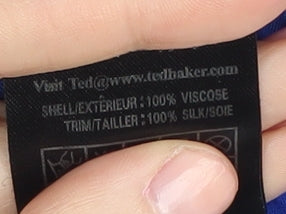 Visit Ted@www.tedbaker.com
SHELL/EXTÉRIEUR:100% VISCOSE
TRIM/TAILLER:100% SILK/SOIE